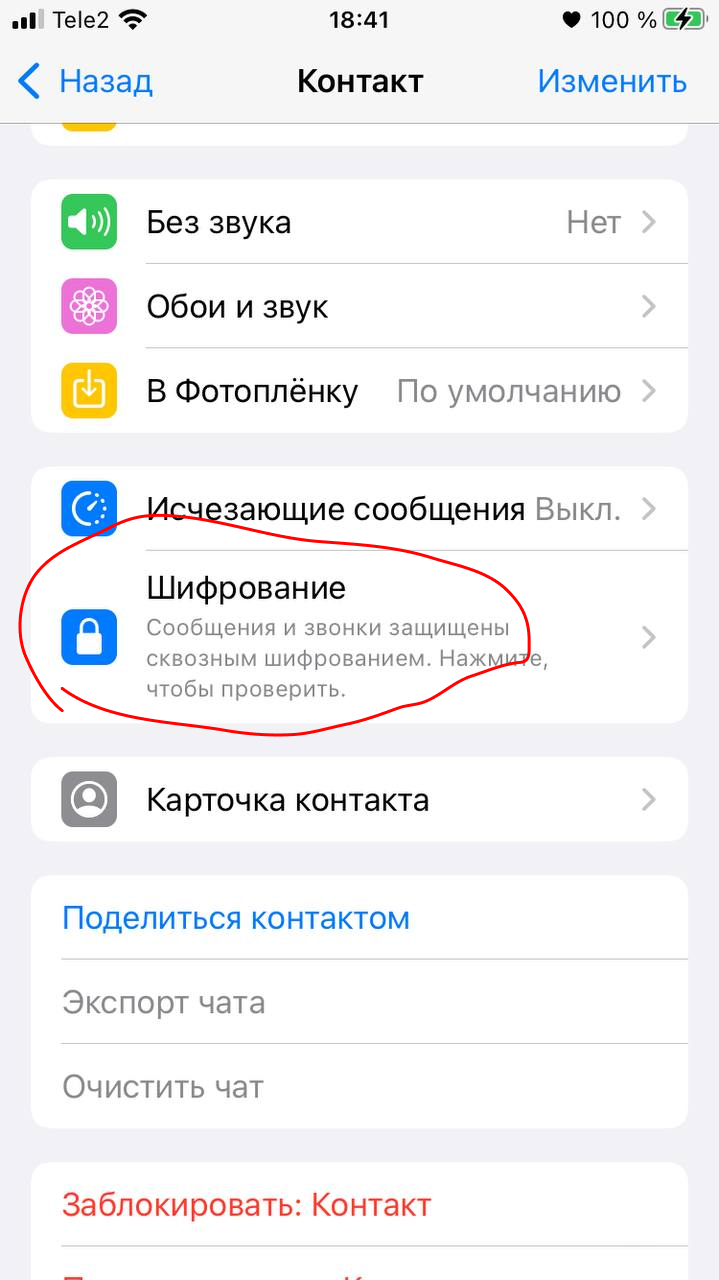 Tele2 18:41 100 %
Назад Контакт Изменить
Без звука Нет
Обои и звук
В Фотоплёнку По умолчанию
Исчезающие сообщения Выкл.
Шифрование
Сообщения и звонки защищены
сквозным шифрованием. Нажмите,
чтобы проверить.
Карточка контакта
Поделиться контактом
Экспорт чата
Очистить чат
Заблокировать: Контакт